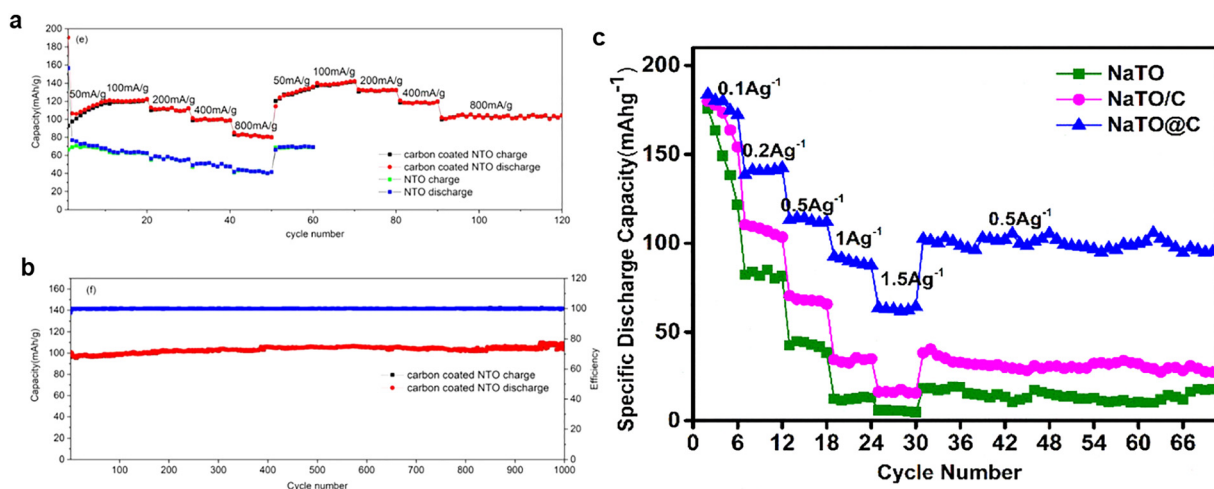 a
(e)
Capacity(mAh/g)
200
180
160
140
120
100
80
60
40
20
0
50mA/g
100mA/g
200mA/g
400mA/g
800mA/g
50mA/g
100mA/g
200mA/g
400mA/g
800mA/g
carbon coated NTO charge
carbon coated NTO discharge
NTO charge
NTO discharge
20 40 60 80 100 120
cycle number
b
(f)
Capacity(mAh/g)
160
140
120
100
80
60
40
20
0
120
100
80
60
40
20
0
Efficiency
carbon coated NTO charge
carbon coated NTO discharge
100 200 300 400 500 600 700 800 900 1000
Cycle number
c
Specific Discharge Capacity(mAhg-1)
200
150
100
50
0
0.1Ag-1
0.2Ag-1
0.5Ag-1
1Ag-1
1.5Ag-1
0.5Ag-1
NaTO
NaTO/C
NaTO@C
0 6 12 18 24 30 36 42 48 54 60 66
Cycle Number